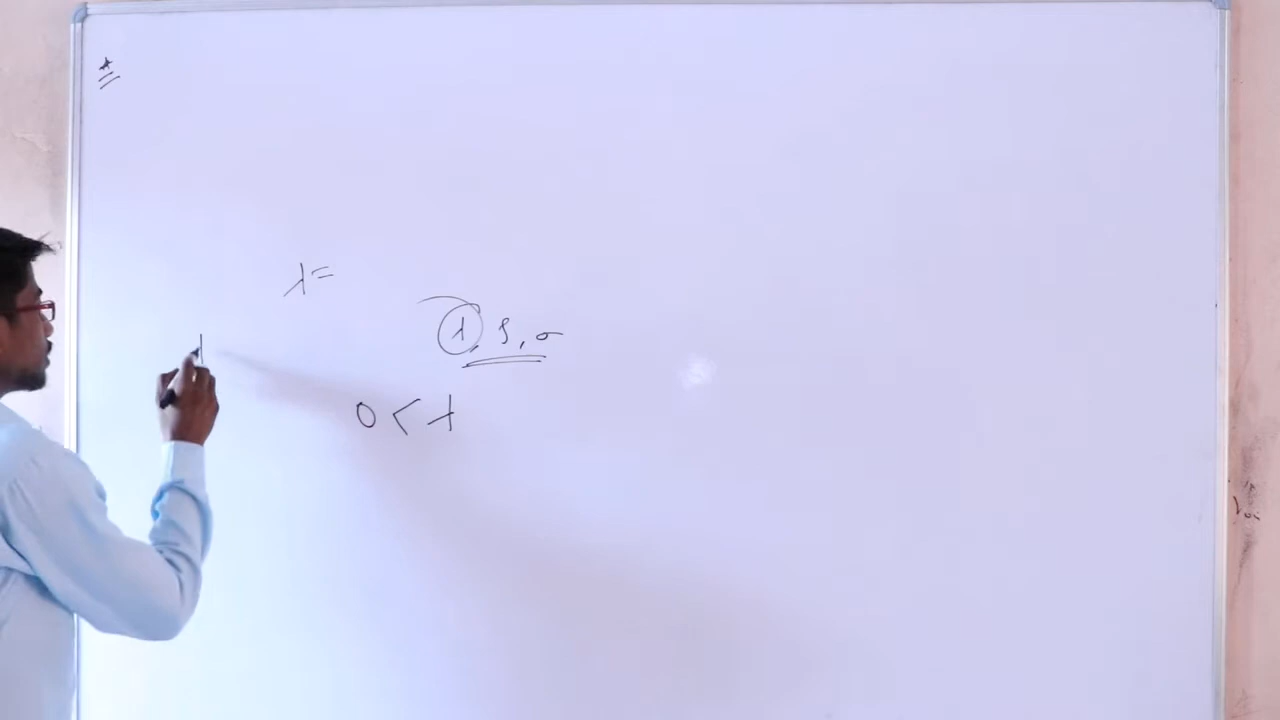 *
λ =
λ, ρ, σ
0 < λ